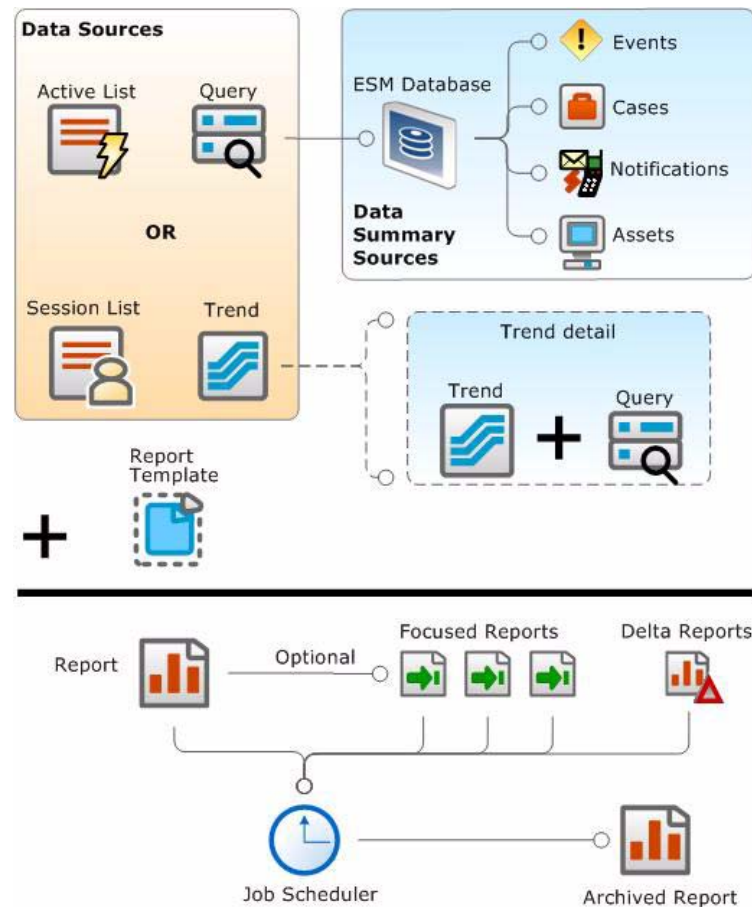 Data Sources
Active List
Query
OR
Session List
Trend
ESM Database
Data
Summary
Sources
Events
Cases
Notifications
Assets
Trend detail
Trend
Query
Report
Template
Report
Optional
Focused Reports
Delta Reports
Job Scheduler
Archived Report